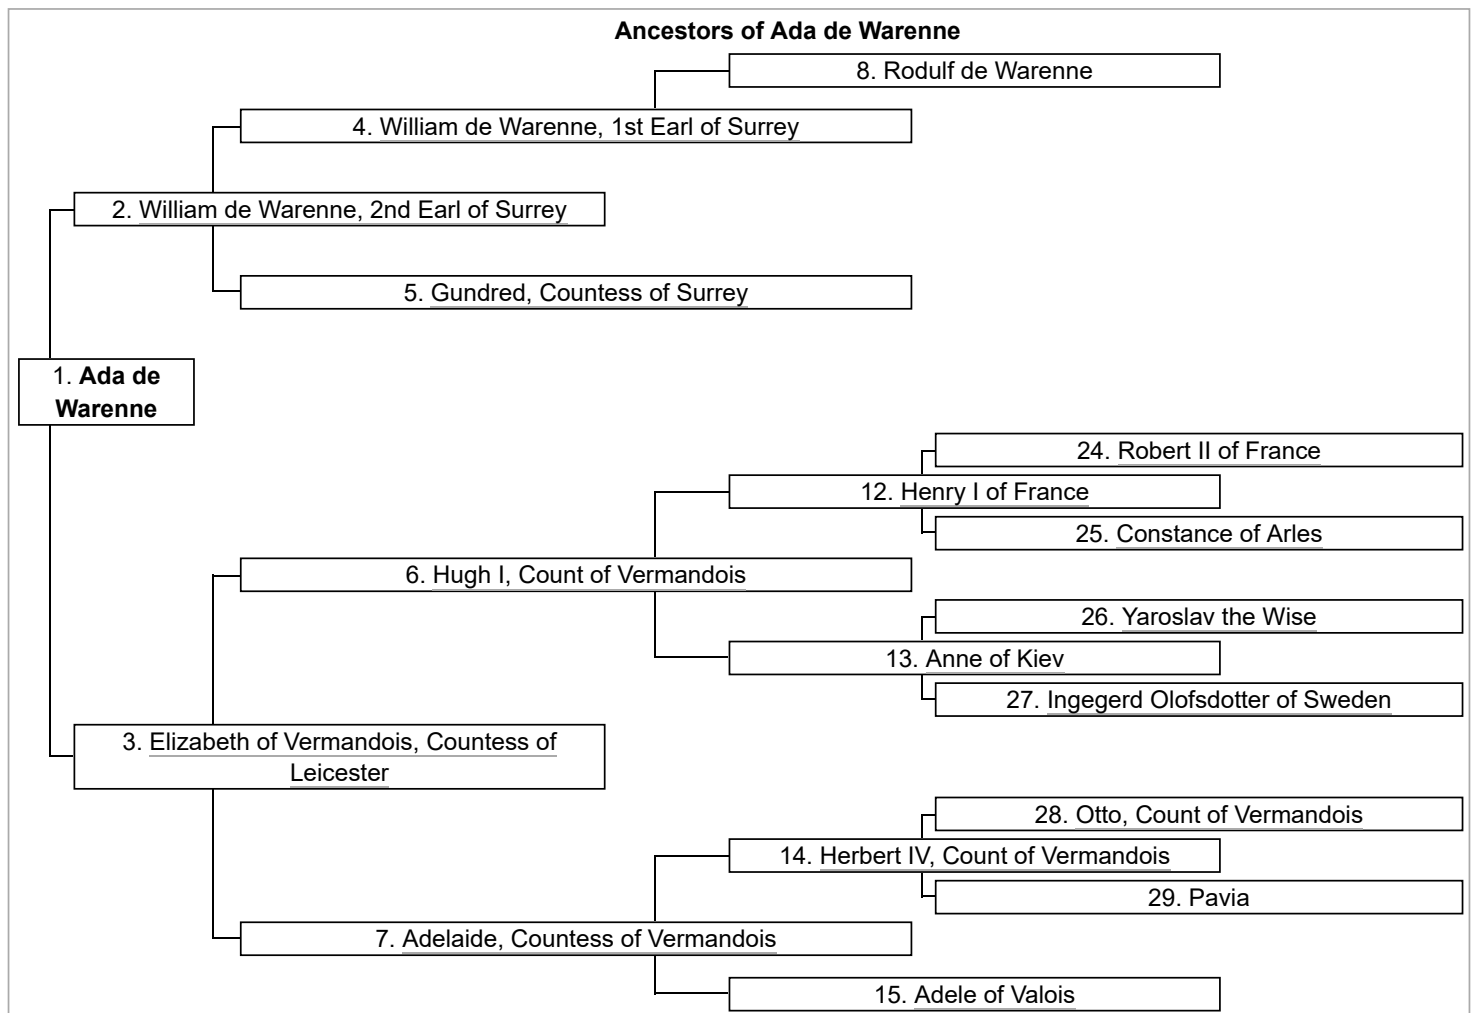 Ancestors of Ada de Warenne
8. Rodulf de Warenne
4. William de Warenne, 1st Earl of Surrey
2. William de Warenne, 2nd Earl of Surrey
5. Gundred, Countess of Surrey
1. Ada de
Warenne
24. Robert II of France
12. Henry I of France
25. Constance of Arles
6. Hugh I, Count of Vermandois
26. Yaroslav the Wise
13. Anne of Kiev
27. Ingegerd Olofsdotter of Sweden
3. Elizabeth of Vermandois, Countess of
Leicester
28. Otto, Count of Vermandois
14. Herbert IV, Count of Vermandois
29. Pavia
7. Adelaide, Countess of Vermandois
15. Adele of Valois